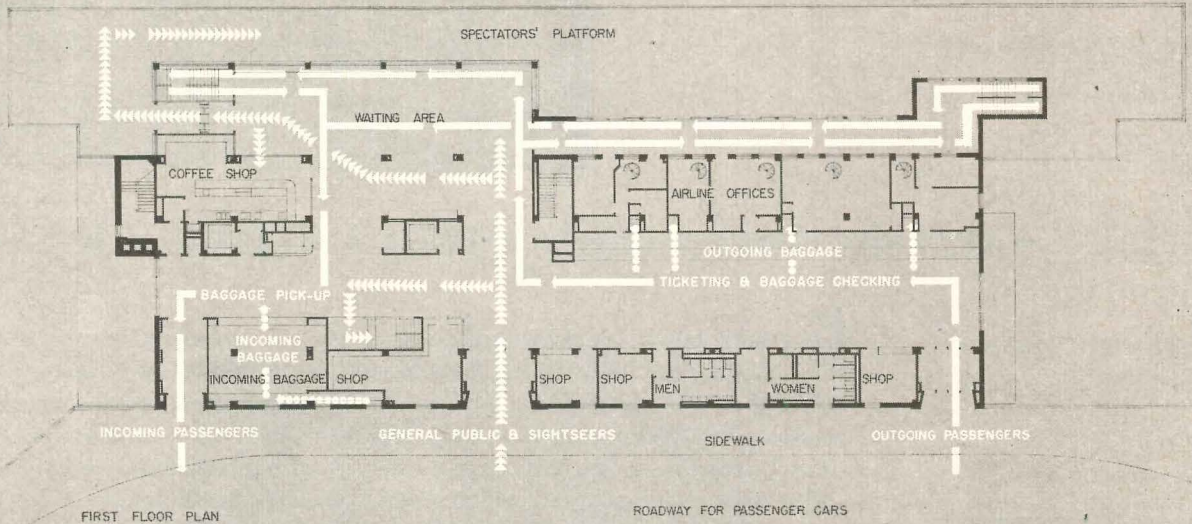 SPECTATORS' PLATFORM
WAITING AREA
COFFEE SHOP
AIRLINE OFFICES
OUTGOING BAGGAGE
TICKETING & BAGGAGE CHECKING
BAGGAGE PICK-UP
INCOMING
BAGGAGE
INCOMING BAGGAGE
SHOP
SHOP
SHOP
MEN
WOMEN
SHOP
INCOMING PASSENGERS
GENERAL PUBLIC & SIGHTSEERS
SIDEWALK
OUTGOING PASSENGERS
FIRST FLOOR PLAN
ROADWAY FOR PASSENGER CARS